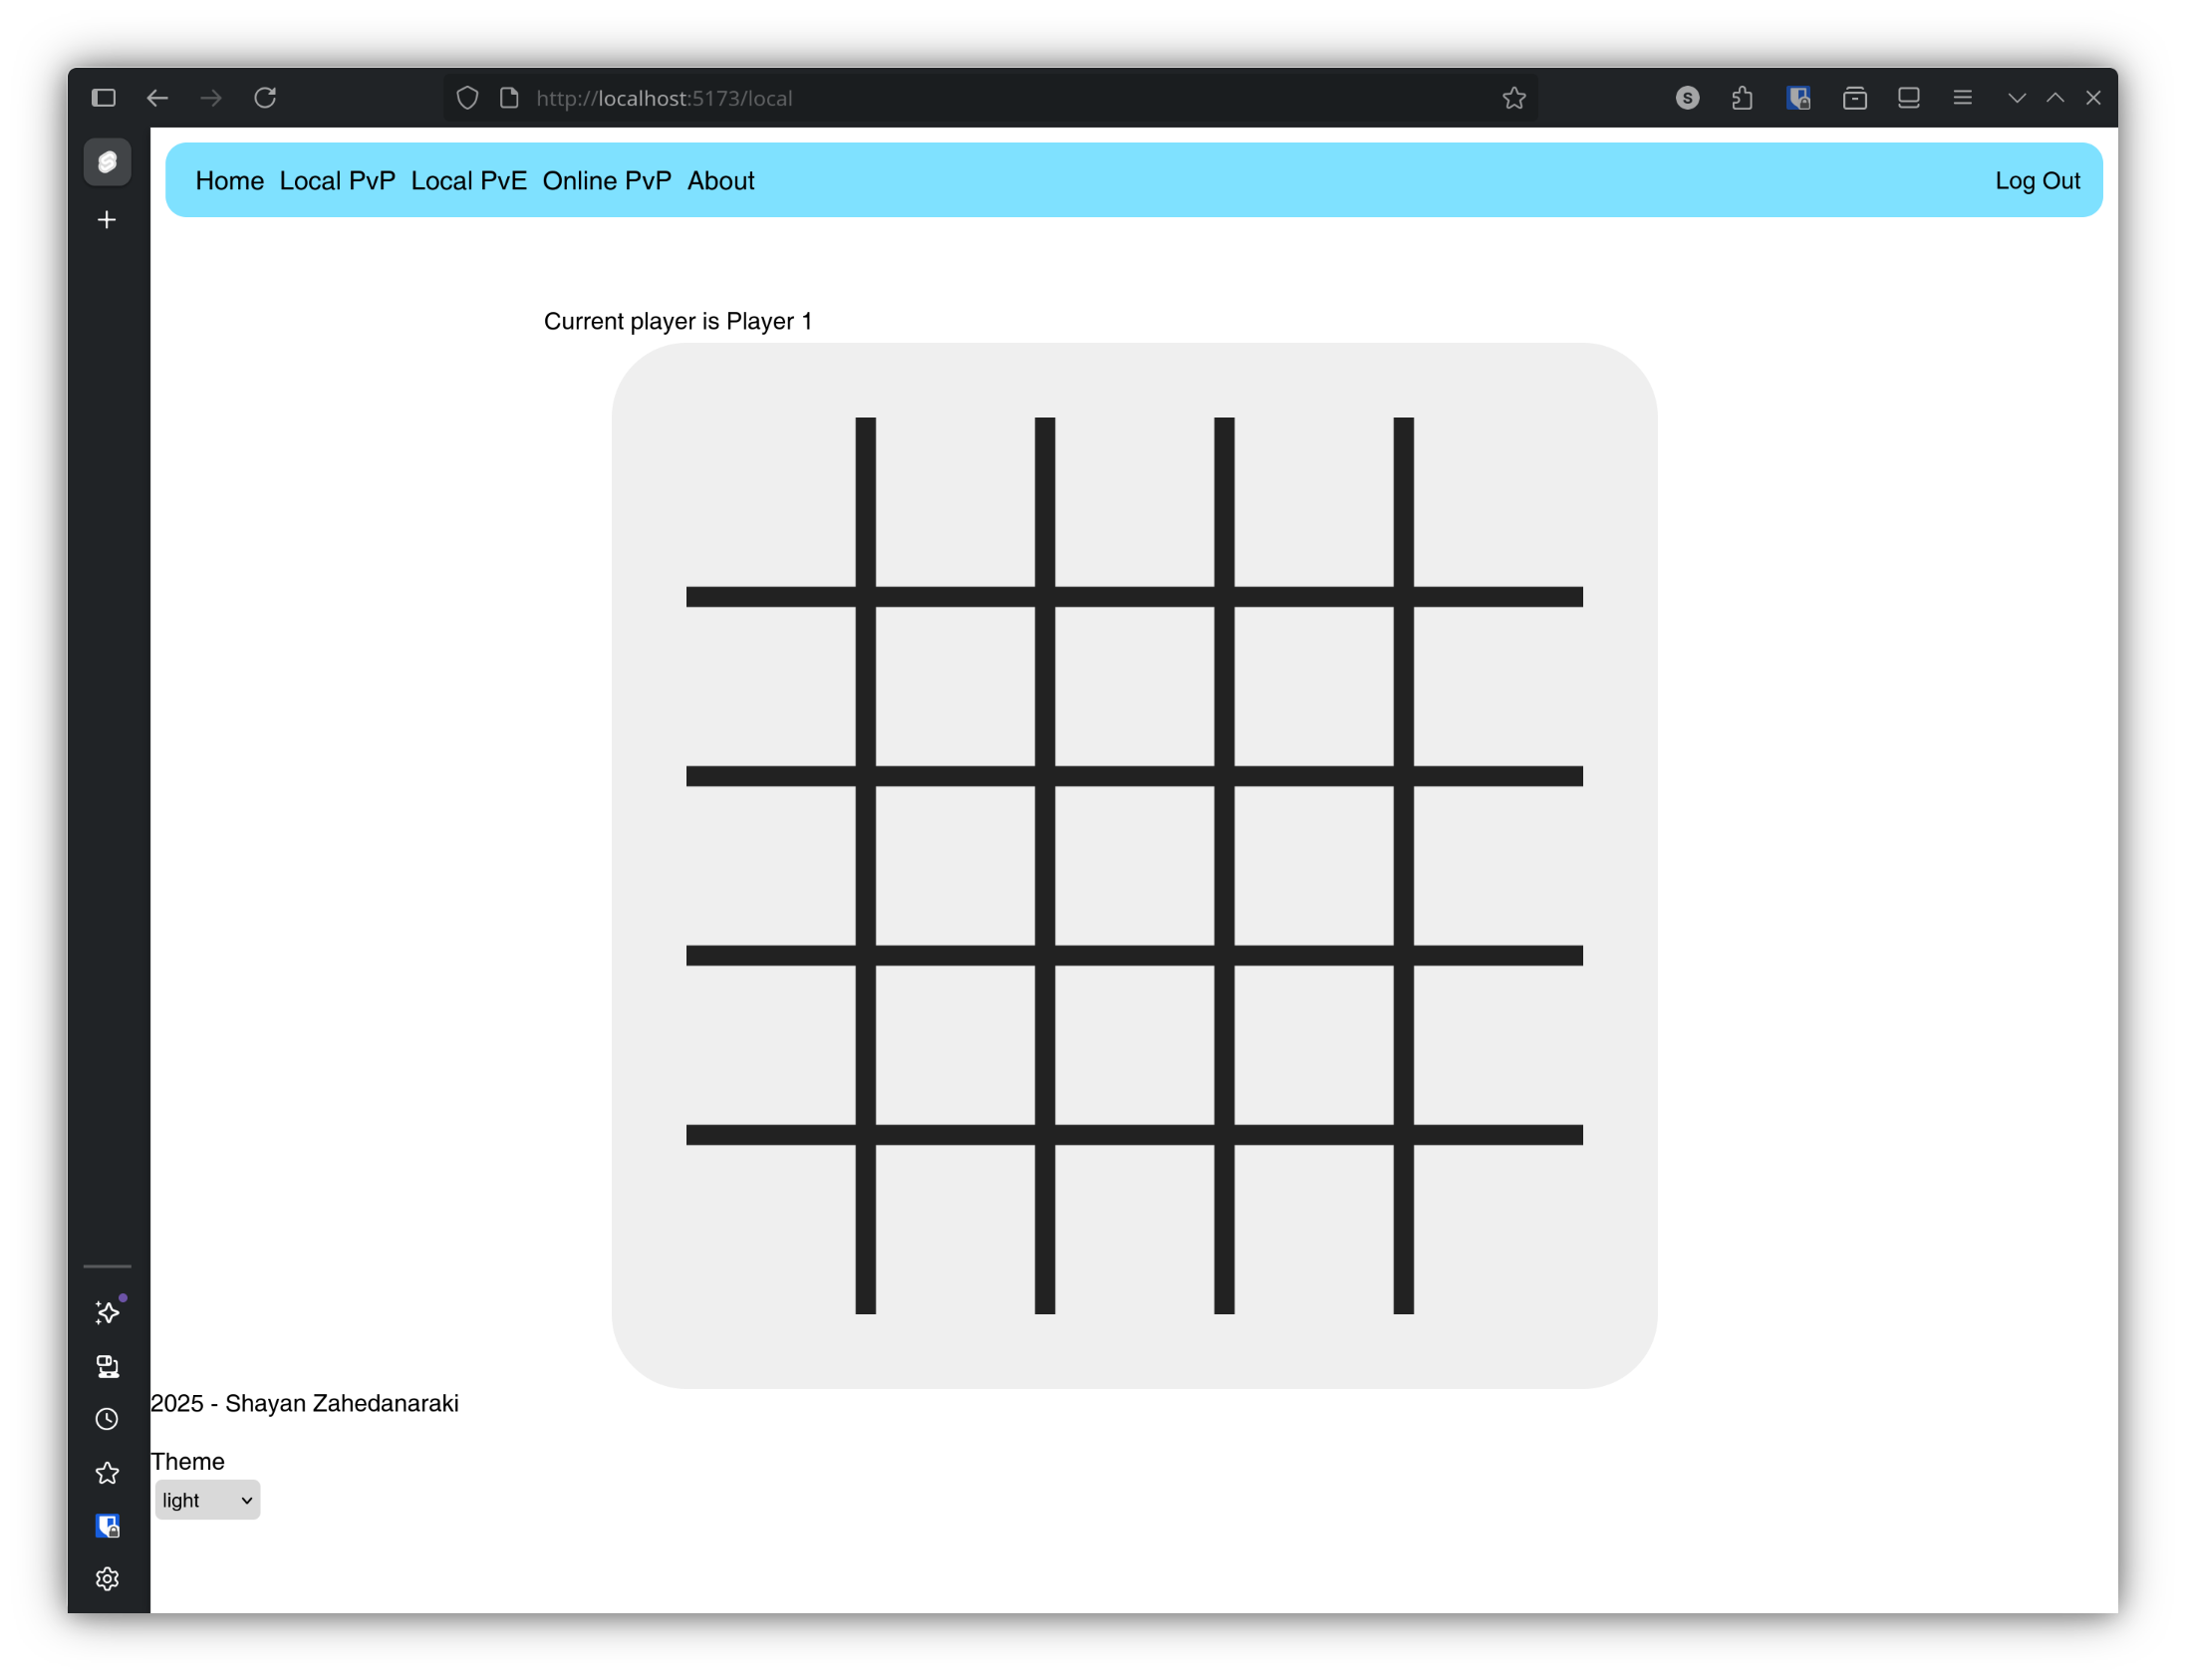 http://localhost:5173/local
S
Home Local PvP Local PvE Online PvP About Log Out
Current player is Player 1
2025 - Shayan Zahedanaraki
Theme
light